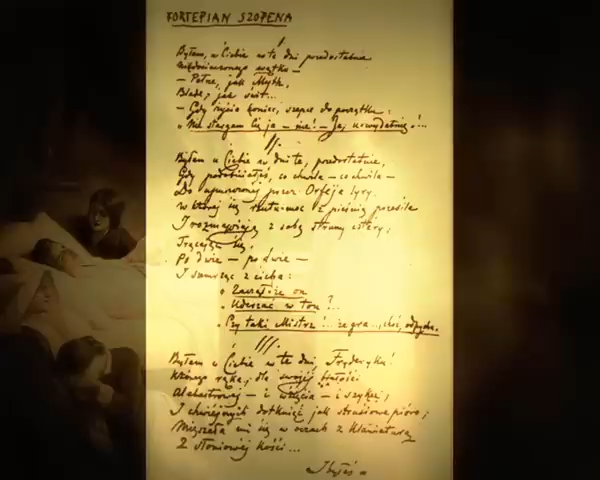 FORTEPIAN SZOPENA
I
Byłem u Ciebie w te dni przedostatnie
Niedocieczonego wątku –
– Pełne, jak Myth,
Blade, jak świt...
– Gdy życia koniec szepce do początku:
"Nie stargam Cię ja – nie! – Ja, uwydatnię!...
II.
Byłem u Ciebie w dni te, przedostatnie,
Gdy podobniałeś, co chwila – co chwila –
Do upuszczonej przez Orfeja liry,
W której się rzutu-moc z pieśnią przesila
I rozmawiają z sobą struny cztery,
Trącając się,
Po dwie – po dwie –
I szemrząc z cicha:
"Zacząłże on
"Uderzać w ton?...
"Czy taki Mistrz!... że gra... choć, odpycha.
III.
Byłem u Ciebie w te dni Fryderyku!
Którego ręka, dla swojej białości
Alabastrowej – i wzięcia – i szyku,
I chwiejnych dotknięć jak strusiowe pióro,
Mięszała mi się w oczach z klawiaturą
Z słoniowej kości...